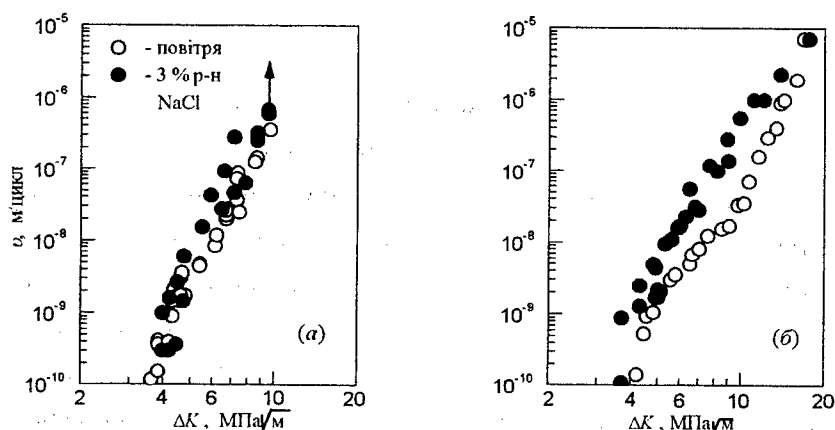 10⁻⁵
10⁻⁶
10⁻⁷
10⁻⁸
10⁻⁹
10⁻¹⁰
υ, м/цикл
- повітря
- 3 % р-н
NaCl
(а)
2 4 6 8 10 20
ΔK , МПа√м
10⁻⁵
10⁻⁶
10⁻⁷
10⁻⁸
10⁻⁹
10⁻¹⁰
(б)
2 4 6 8 10 20
ΔK , МПа√м